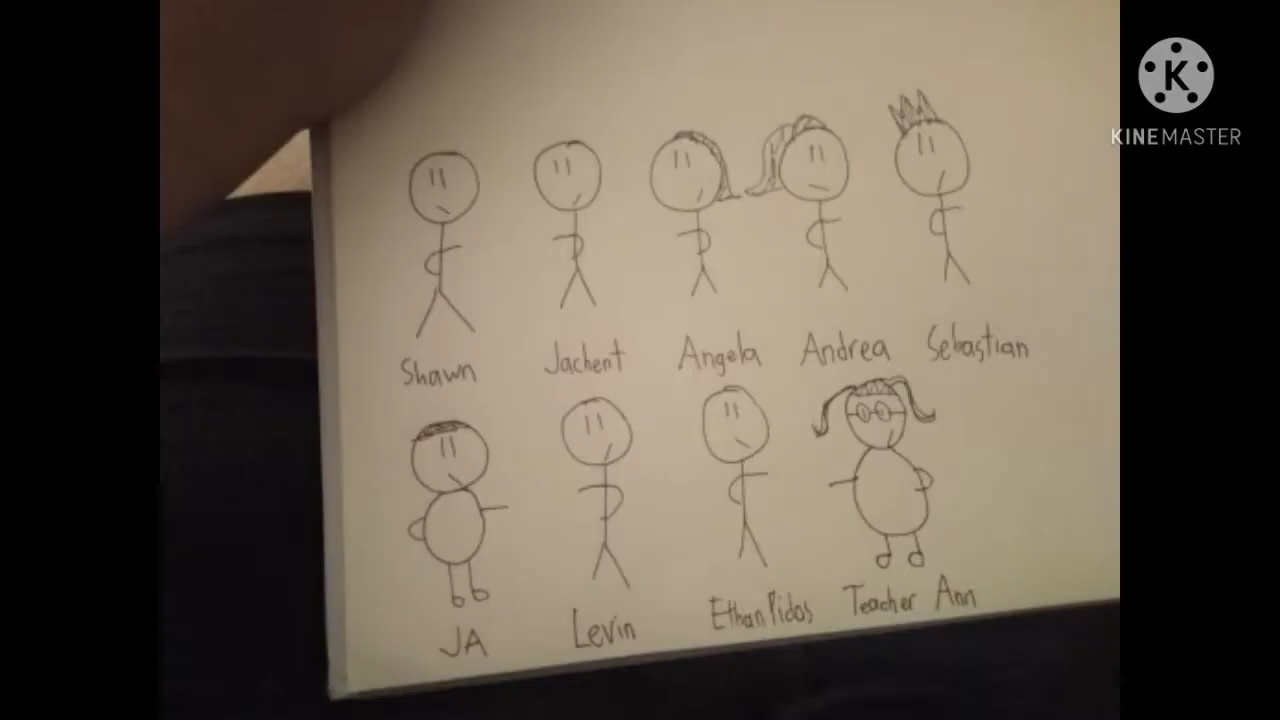 K
KINEMASTER
Shawn Jachent Angela Andrea Sebastian
JA Levin Ethan Pidos Teacher Ann